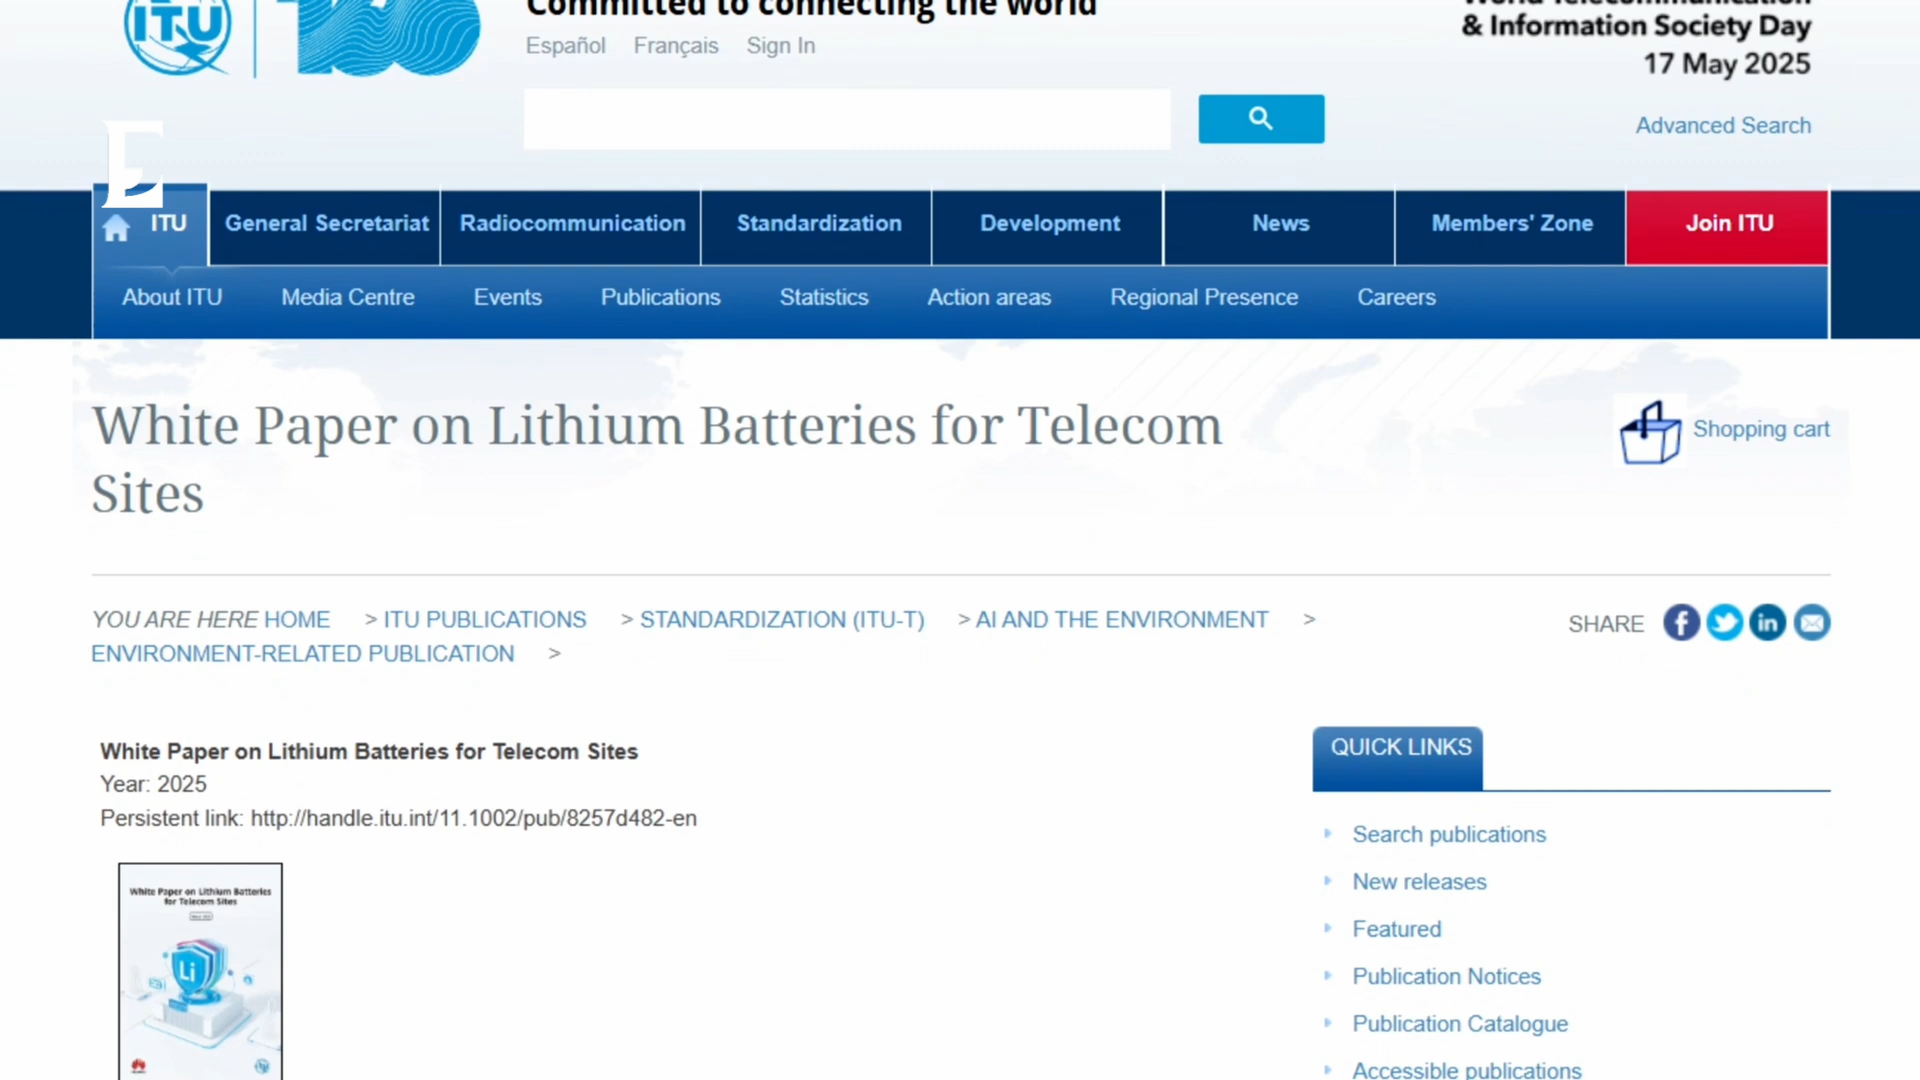 ITU
Committed to connecting the world
Español Français Sign In
World Telecommunication
& Information Society Day
17 May 2025
Advanced Search
E
ITU General Secretariat Radiocommunication Standardization Development News Members' Zone Join ITU
About ITU Media Centre Events Publications Statistics Action areas Regional Presence Careers
White Paper on Lithium Batteries for Telecom
Sites
Shopping cart
YOU ARE HERE HOME > ITU PUBLICATIONS > STANDARDIZATION (ITU-T) > AI AND THE ENVIRONMENT >
ENVIRONMENT-RELATED PUBLICATION >
SHARE
White Paper on Lithium Batteries for Telecom Sites
Year: 2025
Persistent link: http://handle.itu.int/11.1002/pub/8257d482-en
White Paper on Lithium Batteries
for Telecom Sites
Li
QUICK LINKS
Search publications
New releases
Featured
Publication Notices
Publication Catalogue
Accessible publications